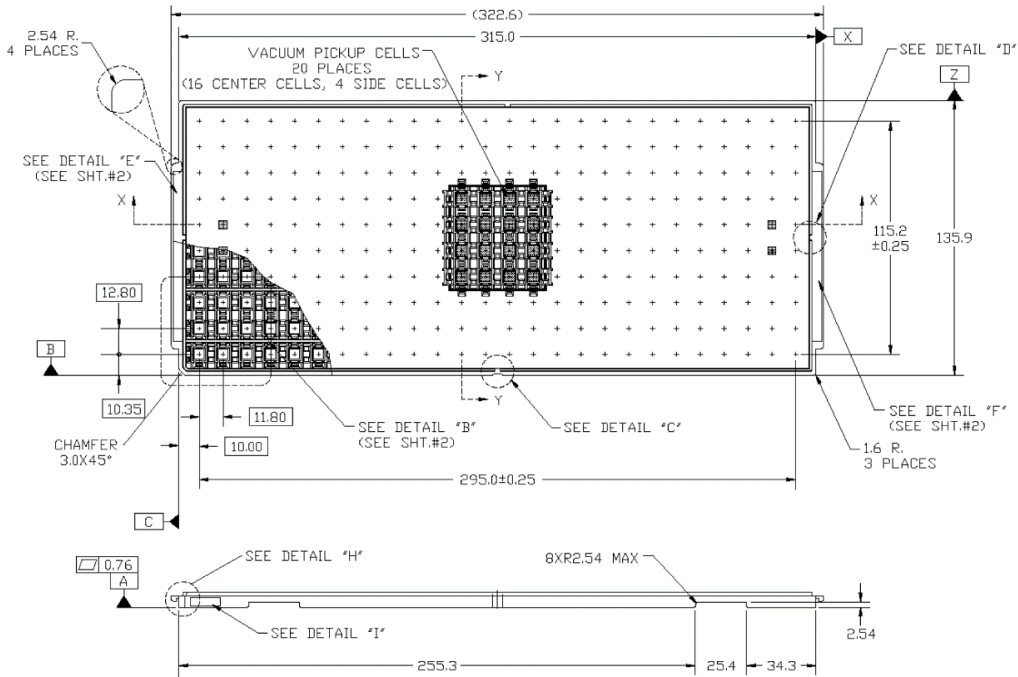 (322.6)
2.54 R.
4 PLACES
315.0
X
VACUUM PICKUP CELLS
20 PLACES
(16 CENTER CELLS, 4 SIDE CELLS)
Y
SEE DETAIL "D"
Z
SEE DETAIL "E"
(SEE SHT.#2)
X
X
115.2
±0.25
135.9
12.80
B
10.35
11.80
10.00
CHAMFER
3.0X45°
Y
SEE DETAIL "B"
(SEE SHT.#2)
SEE DETAIL "C"
SEE DETAIL "F"
(SEE SHT.#2)
1.6 R.
3 PLACES
295.0±0.25
C
SEE DETAIL "H"
8XR2.54 MAX
0.76
A
SEE DETAIL "I"
2.54
255.3
25.4
34.3